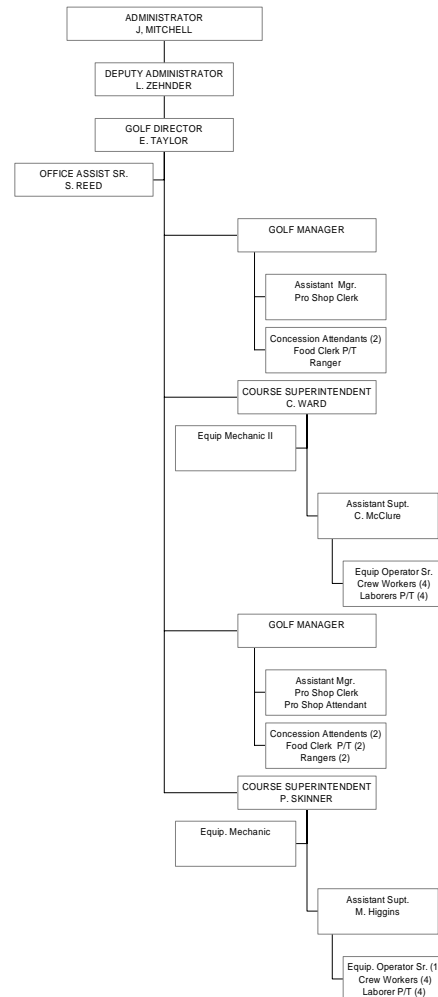 ADMINISTRATOR
J, MITCHELL
DEPUTY ADMINISTRATOR
L. ZEHNDER
GOLF DIRECTOR
E. TAYLOR
OFFICE ASSIST SR.
S. REED
GOLF MANAGER
Assistant Mgr.
Pro Shop Clerk
Concession Attendants (2)
Food Clerk P/T
Ranger
COURSE SUPERINTENDENT
C. WARD
Equip Mechanic II
Assistant Supt.
C. McClure
Equip Operator Sr.
Crew Workers (4)
Laborers P/T (4)
GOLF MANAGER
Assistant Mgr.
Pro Shop Clerk
Pro Shop Attendant
Concession Attendents (2)
Food Clerk P/T (2)
Rangers (2)
COURSE SUPERINTENDENT
P. SKINNER
Equip. Mechanic
Assistant Supt.
M. Higgins
Equip. Operator Sr. (1
Crew Workers (4)
Laborer P/T (4)